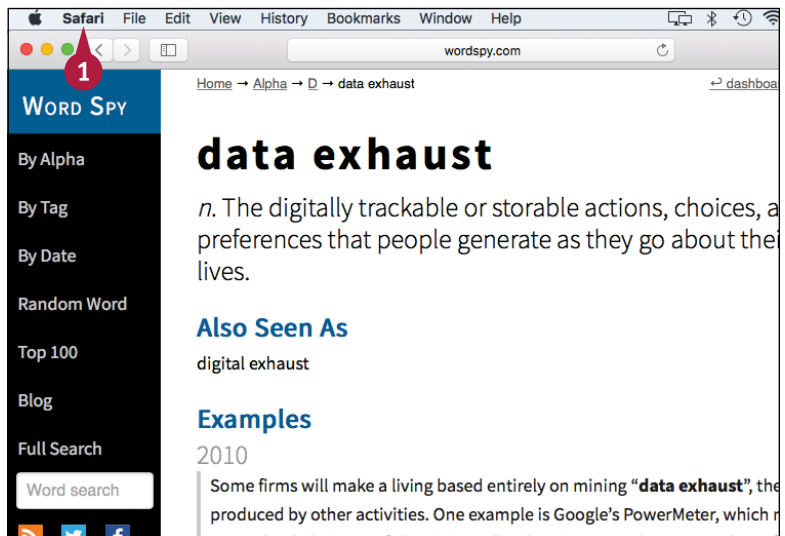 Safari File Edit View History Bookmarks Window Help
wordspy.com
1
Home → Alpha → D → data exhaust
↵ dashboa
WORD SPY
By Alpha
By Tag
By Date
Random Word
Top 100
Blog
Full Search
Word search
data exhaust
n. The digitally trackable or storable actions, choices, a
preferences that people generate as they go about thei
lives.
Also Seen As
digital exhaust
Examples
2010
Some firms will make a living based entirely on mining “data exhaust”, the
produced by other activities. One example is Google’s PowerMeter, which